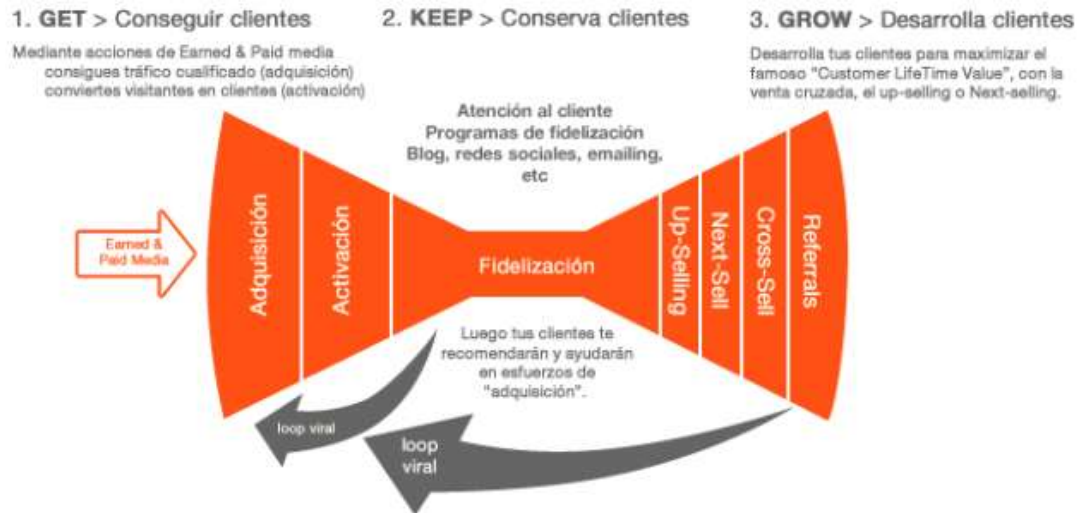 1. GET > Conseguir clientes
Mediante acciones de Earned & Paid media
consigues tráfico cualificado (adquisición)
conviertes visitantes en clientes (activación)
2. KEEP > Conserva clientes
Atención al cliente
Programas de fidelización
Blog, redes sociales, emailing,
etc
3. GROW > Desarrolla clientes
Desarrolla tus clientes para maximizar el
famoso "Customer LifeTime Value", con la
venta cruzada, el up-selling o Next-selling.
Earned &
Paid Media
Adquisición
Activación
Fidelización
Up-Selling
Next-Sell
Cross-Sell
Referrals
Luego tus clientes te
recomendarán y ayudarán
en esfuerzos de
"adquisición".
loop viral
loop
viral